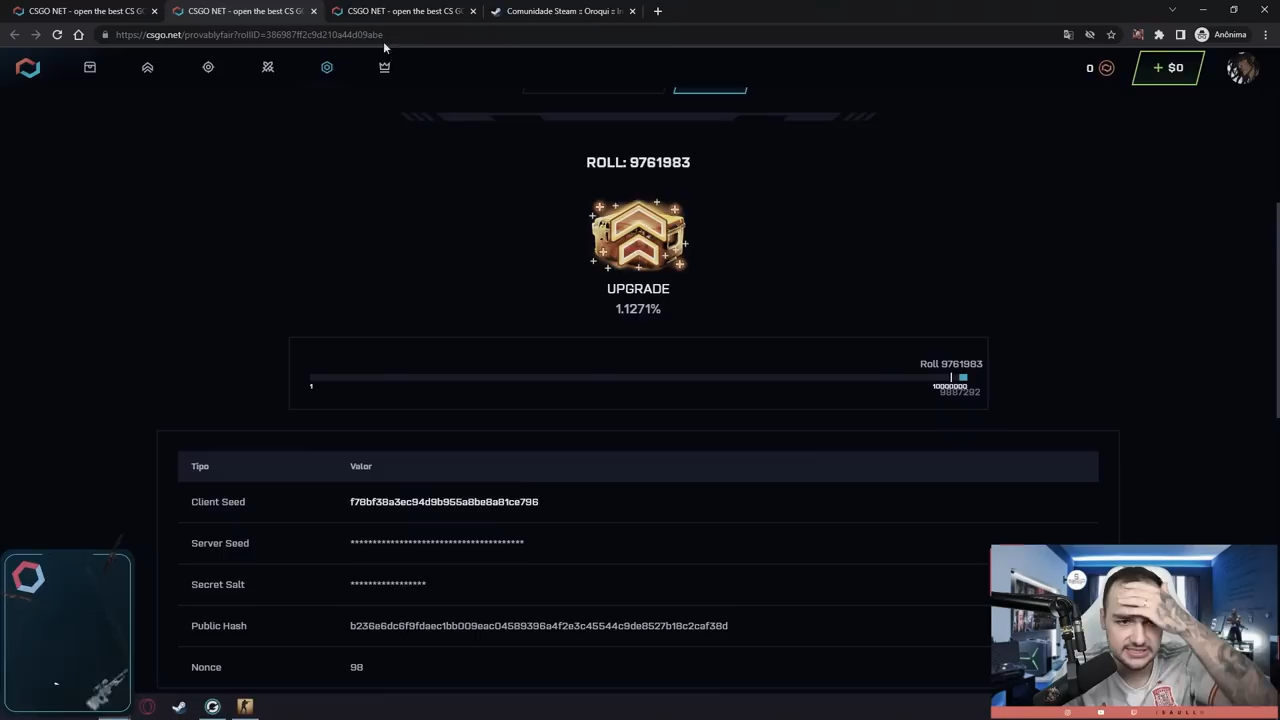 CSGO NET - open the best CS G
CSGO NET - open the best CS G
CSGO NET - open the best CS G
Comunidade Steam :: Oroqui :: In
https://csgo.net/provablyfair?rollID=386987ff2c9d210a44d09abe
Anônima
0
+ $0
ROLL: 9761983
UPGRADE
1.1271%
Roll 9761983
1
10000000
9887292
Tipo Valor
Client Seed f78bf38a3ec94d9b955a8be8a81ce796
Server Seed ***************************************
Secret Salt *****************
Public Hash b236e6dc6f9fdaec1bb009eac04589396a4f2e3c45544c9de8527b18c2caf38d
Nonce 98